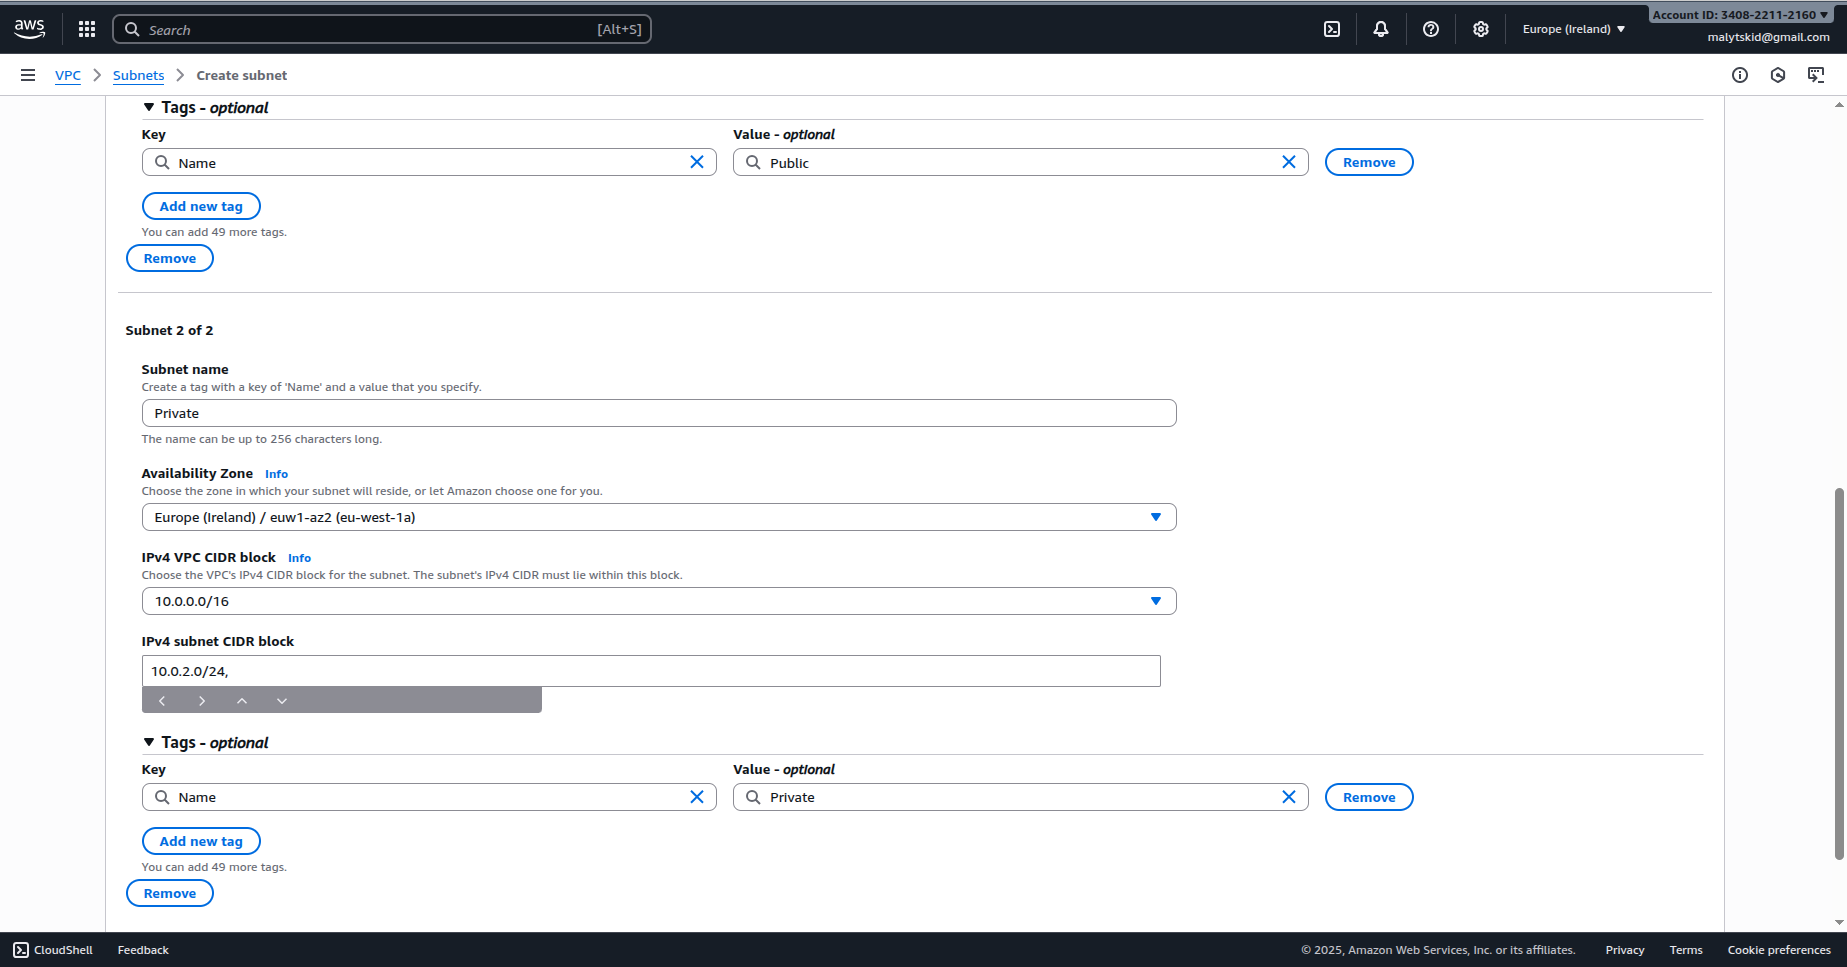 aws
Search [Alt+S]
Europe (Ireland)
Account ID: 3408-2211-2160
malytskid@gmail.com
VPC
Subnets
Create subnet
Tags - optional
Key
Value - optional
Name
Public
Remove
Add new tag
You can add 49 more tags.
Remove
Subnet 2 of 2
Subnet name
Create a tag with a key of 'Name' and a value that you specify.
Private
The name can be up to 256 characters long.
Availability Zone Info
Choose the zone in which your subnet will reside, or let Amazon choose one for you.
Europe (Ireland) / euw1-az2 (eu-west-1a)
IPv4 VPC CIDR block Info
Choose the VPC's IPv4 CIDR block for the subnet. The subnet's IPv4 CIDR must lie within this block.
10.0.0.0/16
IPv4 subnet CIDR block
10.0.2.0/24,
Tags - optional
Key
Value - optional
Name
Private
Remove
Add new tag
You can add 49 more tags.
Remove
CloudShell
Feedback
© 2025, Amazon Web Services, Inc. or its affiliates.
Privacy
Terms
Cookie preferences